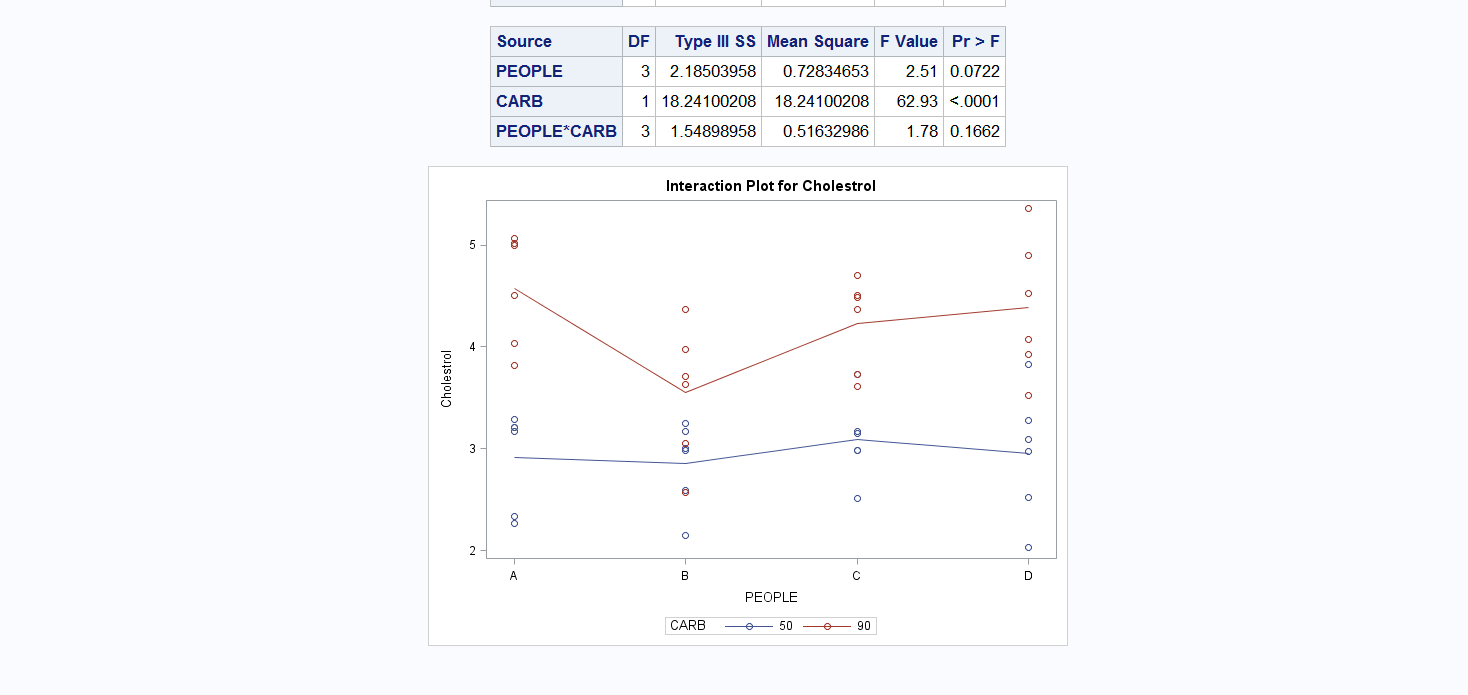 Source DF Type III SS Mean Square F Value Pr > F
PEOPLE 3 2.18503958 0.72834653 2.51 0.0722
CARB 1 18.24100208 18.24100208 62.93 <.0001
PEOPLE*CARB 3 1.54898958 0.51632986 1.78 0.1662
Interaction Plot for Cholestrol
5
4
3
2
Cholestrol
A B C D
PEOPLE
CARB 50 90